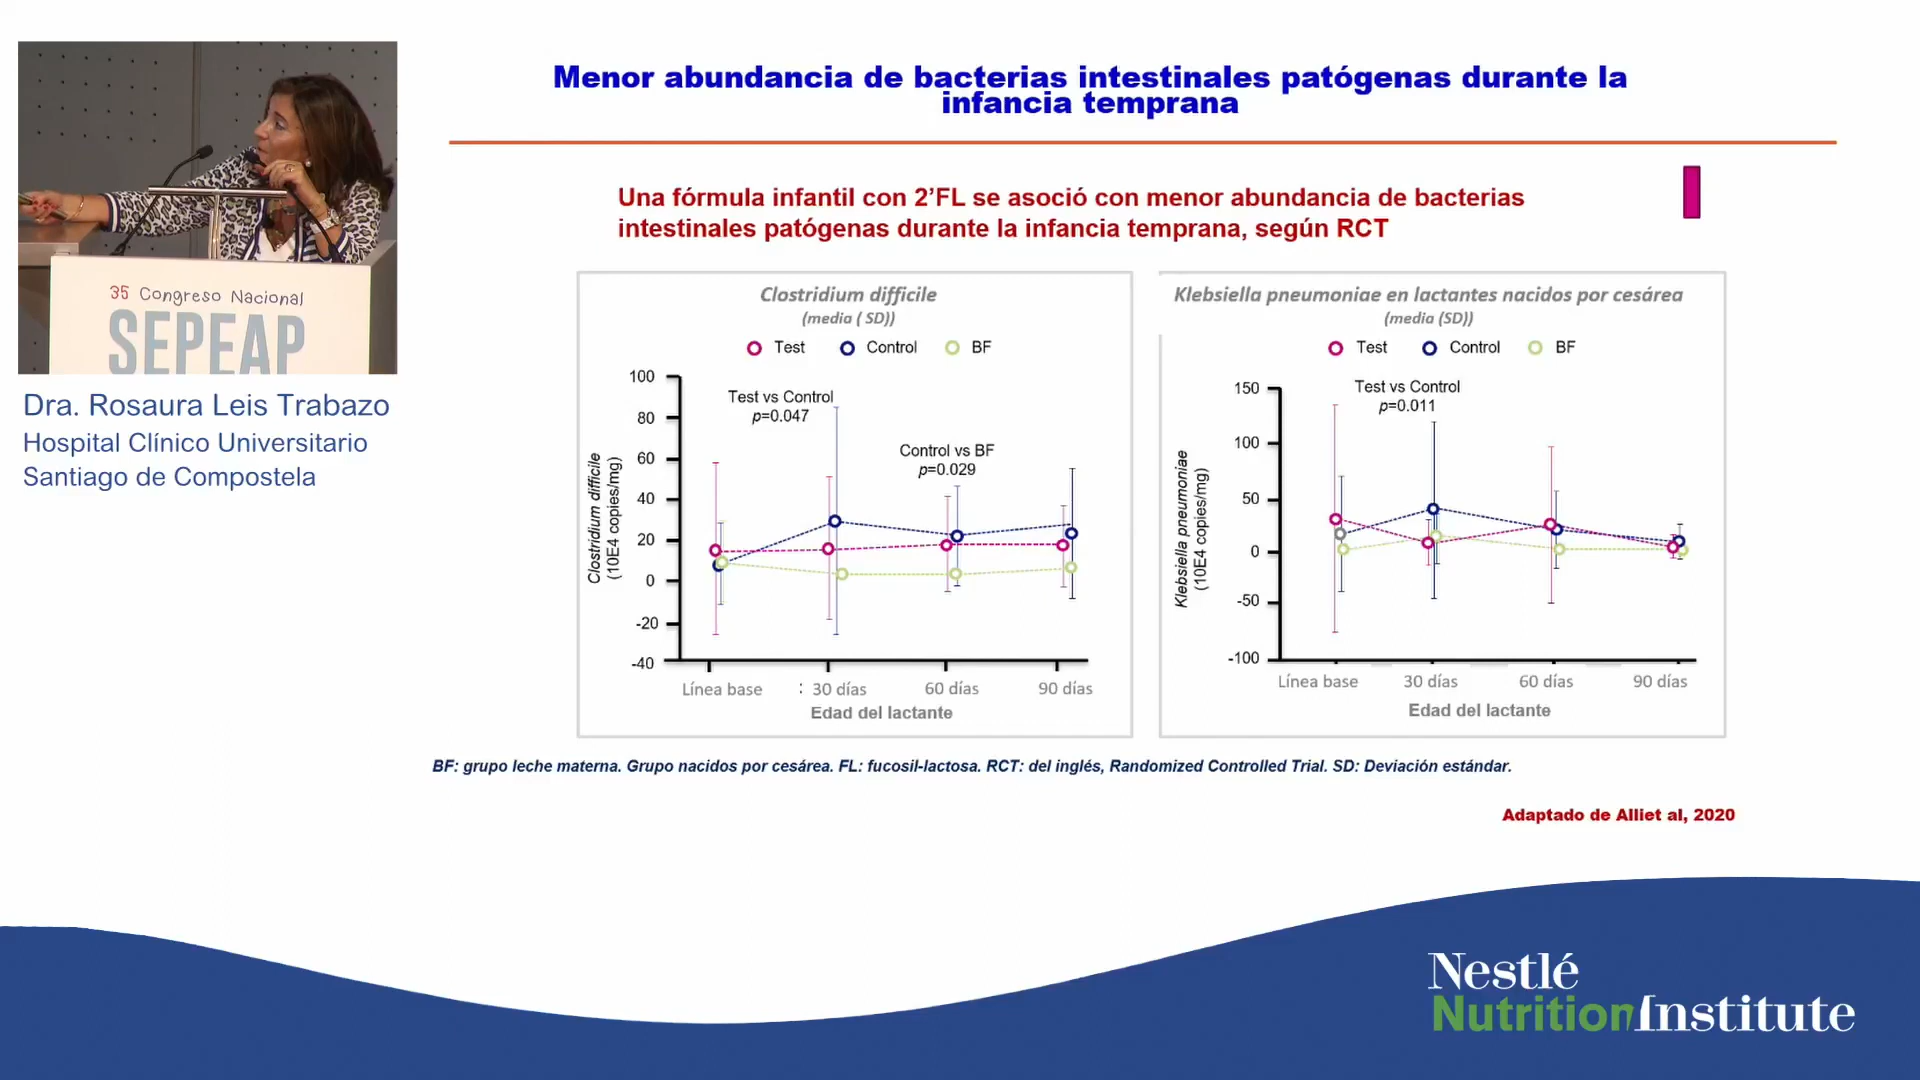 Menor abundancia de bacterias intestinales patógenas durante la
infancia temprana
Una fórmula infantil con 2’FL se asoció con menor abundancia de bacterias
intestinales patógenas durante la infancia temprana, según RCT
35 Congreso Nacional
SEPEAP
Dra. Rosaura Leis Trabazo
Hospital Clínico Universitario
Santiago de Compostela
Clostridium difficile
(media ( SD))
Test Control BF
100
80
60
40
20
0
-20
-40
Clostridium difficile
(10E4 copies/mg)
Test vs Control
p=0.047
Control vs BF
p=0.029
Línea base : 30 días 60 días 90 días
Edad del lactante
Klebsiella pneumoniae en lactantes nacidos por cesárea
(media (SD))
Test Control BF
150
100
50
0
-50
-100
Klebsiella pneumoniae
(10E4 copies/mg)
Test vs Control
p=0.011
Línea base 30 días 60 días 90 días
Edad del lactante
BF: grupo leche materna. Grupo nacidos por cesárea. FL: fucosil-lactosa. RCT: del inglés, Randomized Controlled Trial. SD: Deviación estándar.
Adaptado de Alliet al, 2020
Nestlé
NutritionInstitute